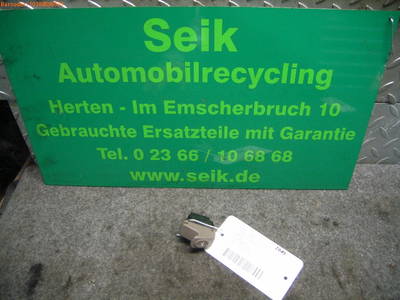 Seik
Automobilrecycling
Herten - Im Emscherbruch 10
Gebrauchte Ersatzteile mit Garantie
Tel. 0 23 66 / 10 68 68
www.seik.de